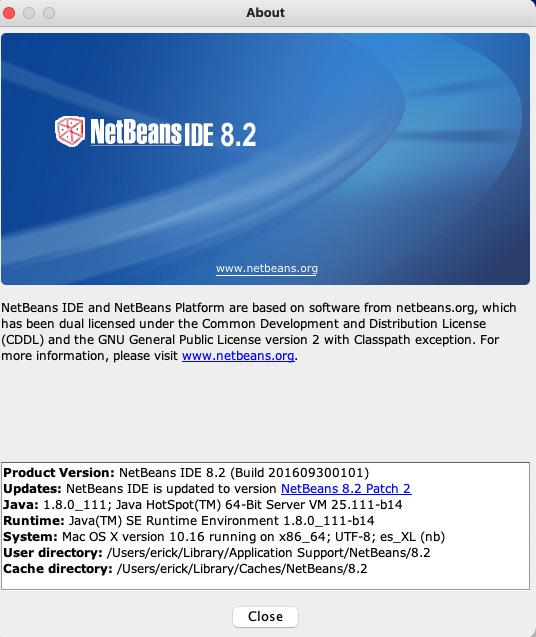 About
NetBeans IDE 8.2
www.netbeans.org
NetBeans IDE and NetBeans Platform are based on software from netbeans.org, which
has been dual licensed under the Common Development and Distribution License
(CDDL) and the GNU General Public License version 2 with Classpath exception. For
more information, please visit www.netbeans.org.
Product Version: NetBeans IDE 8.2 (Build 201609300101)
Updates: NetBeans IDE is updated to version NetBeans 8.2 Patch 2
Java: 1.8.0_111; Java HotSpot(TM) 64-Bit Server VM 25.111-b14
Runtime: Java(TM) SE Runtime Environment 1.8.0_111-b14
System: Mac OS X version 10.16 running on x86_64; UTF-8; es_XL (nb)
User directory: /Users/erick/Library/Application Support/NetBeans/8.2
Cache directory: /Users/erick/Library/Caches/NetBeans/8.2
Close